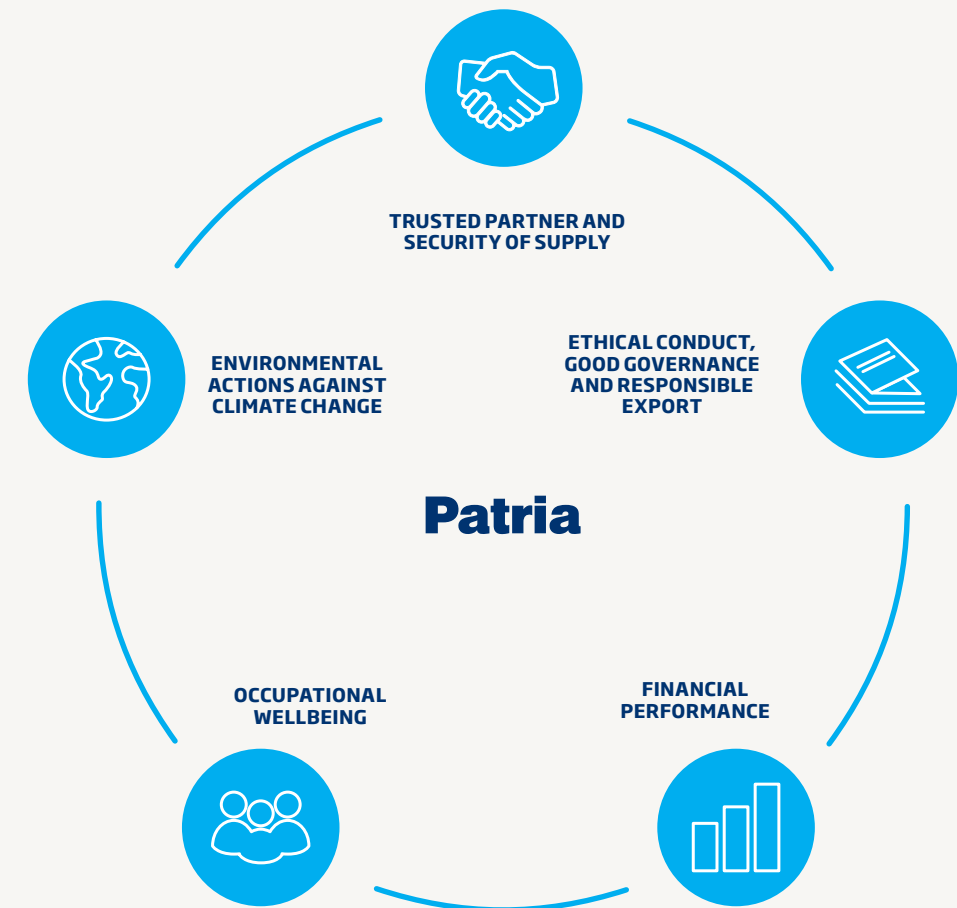 TRUSTED PARTNER AND
SECURITY OF SUPPLY
ENVIRONMENTAL
ACTIONS AGAINST
CLIMATE CHANGE
ETHICAL CONDUCT,
GOOD GOVERNANCE
AND RESPONSIBLE
EXPORT
Patria
OCCUPATIONAL
WELLBEING
FINANCIAL
PERFORMANCE